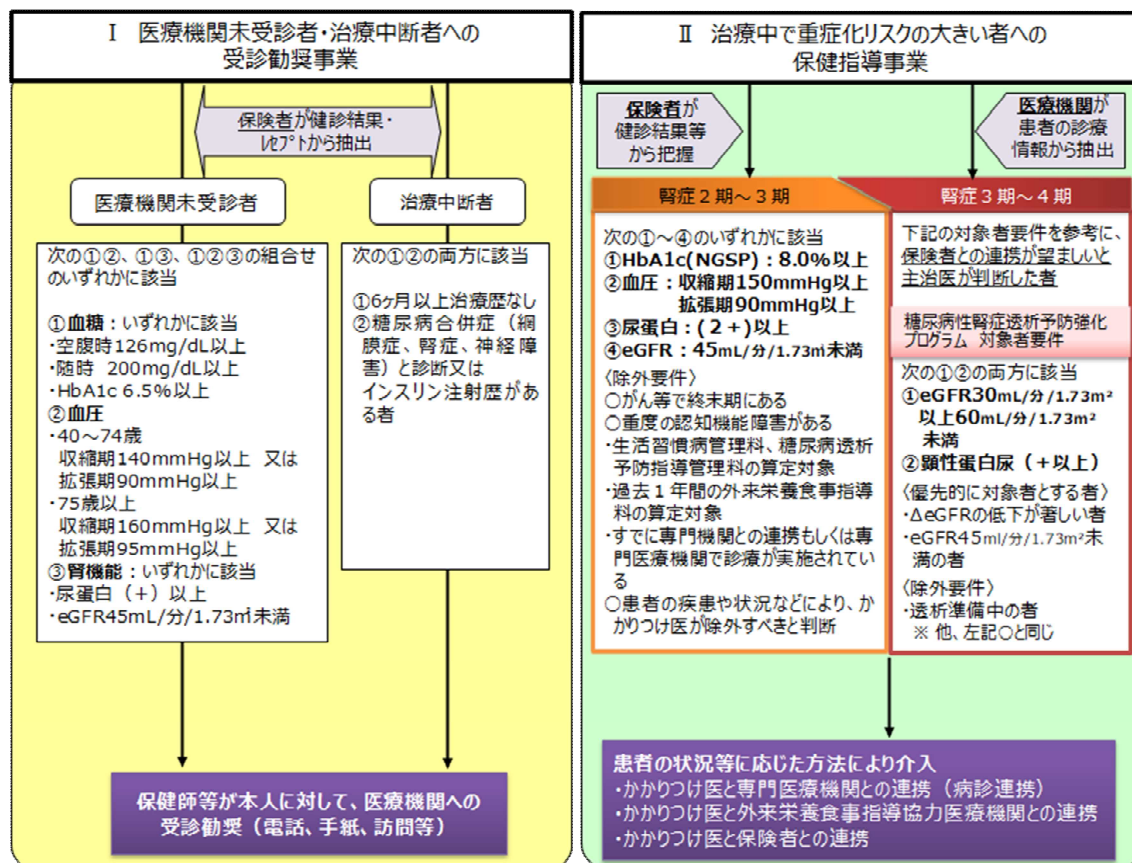 Ⅰ 医療機関未受診者・治療中断者への
受診勧奨事業
保険者が健診結果・
ﾚｾﾌﾟﾄから抽出
医療機関未受診者
次の①②、①③、①②③の組合せ
のいずれかに該当
①血糖：いずれかに該当
・空腹時126mg/dL以上
・随時 200mg/dL以上
・HbA1c 6.5%以上
②血圧
・40～74歳
収縮期140mmHg以上 又は
拡張期90mmHg以上
・75歳以上
収縮期160mmHg以上 又は
拡張期95mmHg以上
③腎機能：いずれかに該当
・尿蛋白（+）以上
・eGFR45mL/分/1.73㎡未満
治療中断者
次の①②の両方に該当
①6ヶ月以上治療歴なし
②糖尿病合併症（網
膜症、腎症、神経障
害）と診断又は
インスリン注射歴があ
る者
保健師等が本人に対して、医療機関への
受診勧奨（電話、手紙、訪問等）
Ⅱ 治療中で重症化リスクの大きい者への
保健指導事業
保険者が
健診結果等
から把握
医療機関が
患者の診療
情報から抽出
腎症２期～３期
次の①～④のいずれかに該当
①HbA1c(NGSP)：8.0%以上
②血圧：収縮期150mmHg以上
拡張期90mmHg以上
③尿蛋白：(２+)以上
④eGFR：45mL/分/1.73㎡未満
〈除外要件〉
○がん等で終末期にある
○重度の認知機能障害がある
・生活習慣病管理料、糖尿病透析
予防指導管理料の算定対象
・過去１年間の外来栄養食事指導
料の算定対象
・すでに専門機関との連携もしくは専
門医療機関で診療が実施されてい
る
○患者の疾患や状況などにより、か
かりつけ医が除外すべきと判断
腎症３期～４期
下記の対象者要件を参考に、
保険者との連携が望ましいと
主治医が判断した者
糖尿病性腎症透析予防強化
プログラム 対象者要件
次の①②の両方に該当
①eGFR30mL/分/1.73m²
以上60mL/分/1.73m²
未満
②顕性蛋白尿（+以上）
〈優先的に対象者とする者〉
・ΔeGFRの低下が著しい者
・eGFR45ml/分/1.73m²未
満の者
〈除外要件〉
・透析準備中の者
※ 他、左記○と同じ
患者の状況等に応じた方法により介入
・かかりつけ医と専門医療機関との連携（病診連携）
・かかりつけ医と外来栄養食事指導協力医療機関との連携
・かかりつけ医と保険者との連携